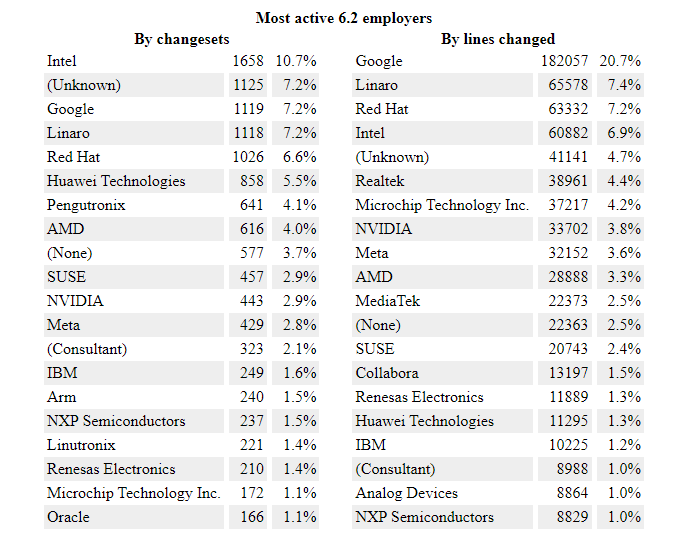 Most active 6.2 employers
By changesets
Intel 1658 10.7%
(Unknown) 1125 7.2%
Google 1119 7.2%
Linaro 1118 7.2%
Red Hat 1026 6.6%
Huawei Technologies 858 5.5%
Pengutronix 641 4.1%
AMD 616 4.0%
(None) 577 3.7%
SUSE 457 2.9%
NVIDIA 443 2.9%
Meta 429 2.8%
(Consultant) 323 2.1%
IBM 249 1.6%
Arm 240 1.5%
NXP Semiconductors 237 1.5%
Linutronix 221 1.4%
Renesas Electronics 210 1.4%
Microchip Technology Inc. 172 1.1%
Oracle 166 1.1%
By lines changed
Google 182057 20.7%
Linaro 65578 7.4%
Red Hat 63332 7.2%
Intel 60882 6.9%
(Unknown) 41141 4.7%
Realtek 38961 4.4%
Microchip Technology Inc. 37217 4.2%
NVIDIA 33702 3.8%
Meta 32152 3.6%
AMD 28888 3.3%
MediaTek 22373 2.5%
(None) 22363 2.5%
SUSE 20743 2.4%
Collabora 13197 1.5%
Renesas Electronics 11889 1.3%
Huawei Technologies 11295 1.3%
IBM 10225 1.2%
(Consultant) 8988 1.0%
Analog Devices 8864 1.0%
NXP Semiconductors 8829 1.0%